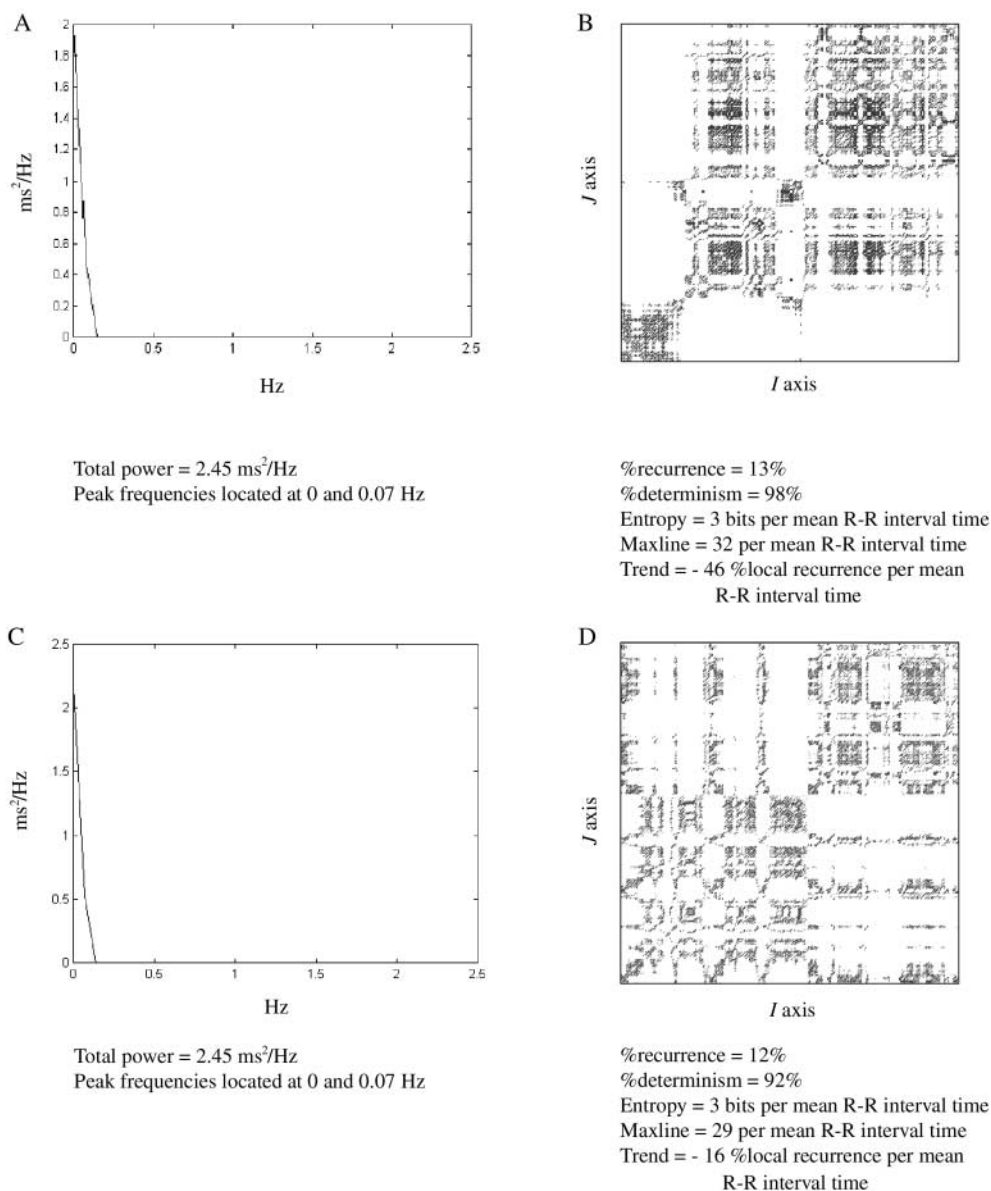 A
2
1.8
1.6
1.4
1.2
1
0.8
0.6
0.4
0.2
0
0 0.5 1 1.5 2 2.5
ms²/Hz
Hz
Total power = 2.45 ms²/Hz
Peak frequencies located at 0 and 0.07 Hz
B
J axis
I axis
%recurrence = 13%
%determinism = 98%
Entropy = 3 bits per mean R-R interval time
Maxline = 32 per mean R-R interval time
Trend = - 46 %local recurrence per mean
R-R interval time
C
2.5
2
1.5
1
0.5
0
0 0.5 1 1.5 2 2.5
ms²/Hz
Hz
Total power = 2.45 ms²/Hz
Peak frequencies located at 0 and 0.07 Hz
D
J axis
I axis
%recurrence = 12%
%determinism = 92%
Entropy = 3 bits per mean R-R interval time
Maxline = 29 per mean R-R interval time
Trend = - 16 %local recurrence per mean
R-R interval time